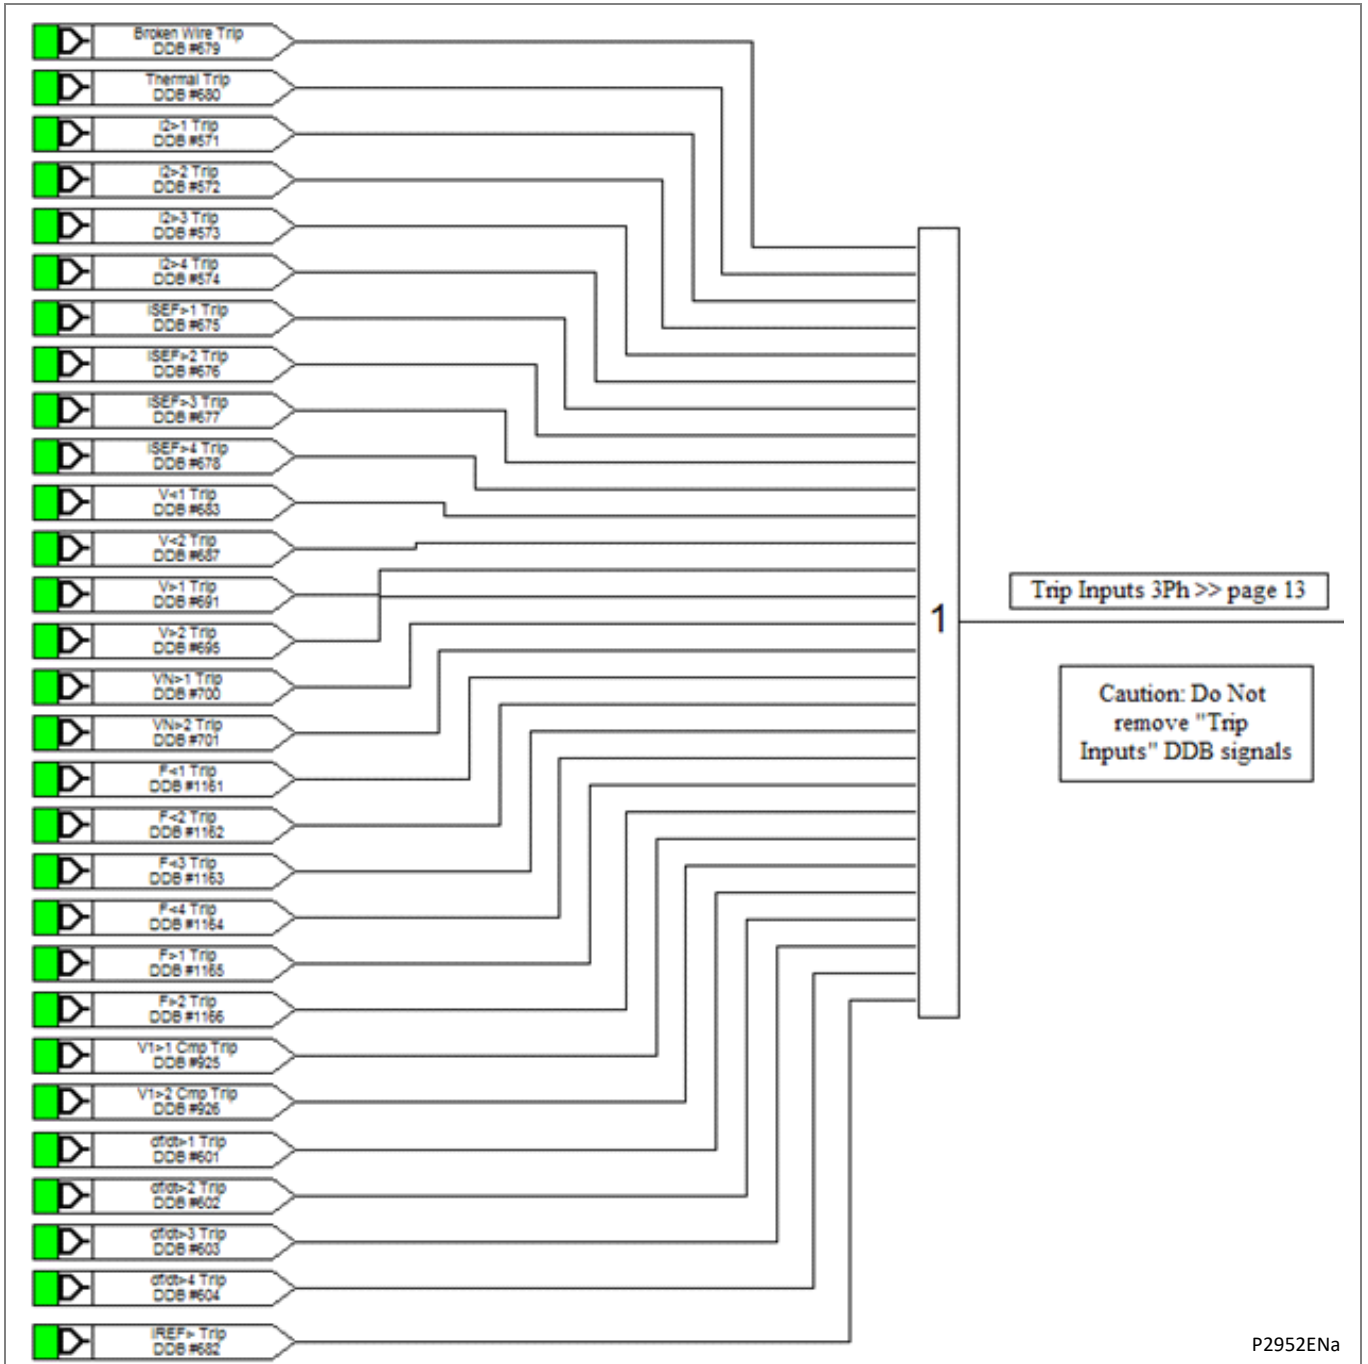 Broken Wire Trip
DDB #679
Thermal Trip
DDB #680
I2>1 Trip
DDB #571
I2>2 Trip
DDB #572
I2>3 Trip
DDB #573
I2>4 Trip
DDB #574
ISEF>1 Trip
DDB #675
ISEF>2 Trip
DDB #676
ISEF>3 Trip
DDB #677
ISEF>4 Trip
DDB #678
V<1 Trip
DDB #683
V<2 Trip
DDB #687
V>1 Trip
DDB #691
V>2 Trip
DDB #695
VN>1 Trip
DDB #700
VN>2 Trip
DDB #701
F<1 Trip
DDB #1161
F<2 Trip
DDB #1162
F<3 Trip
DDB #1163
F<4 Trip
DDB #1164
F>1 Trip
DDB #1165
F>2 Trip
DDB #1166
V1>1 Cmp Trip
DDB #925
V1>2 Cmp Trip
DDB #926
df/dt>1 Trip
DDB #601
df/dt>2 Trip
DDB #602
df/dt>3 Trip
DDB #603
df/dt>4 Trip
DDB #604
IREF> Trip
DDB #682
1
Trip Inputs 3Ph >> page 13
Caution: Do Not
remove "Trip
Inputs" DDB signals
P2952ENa